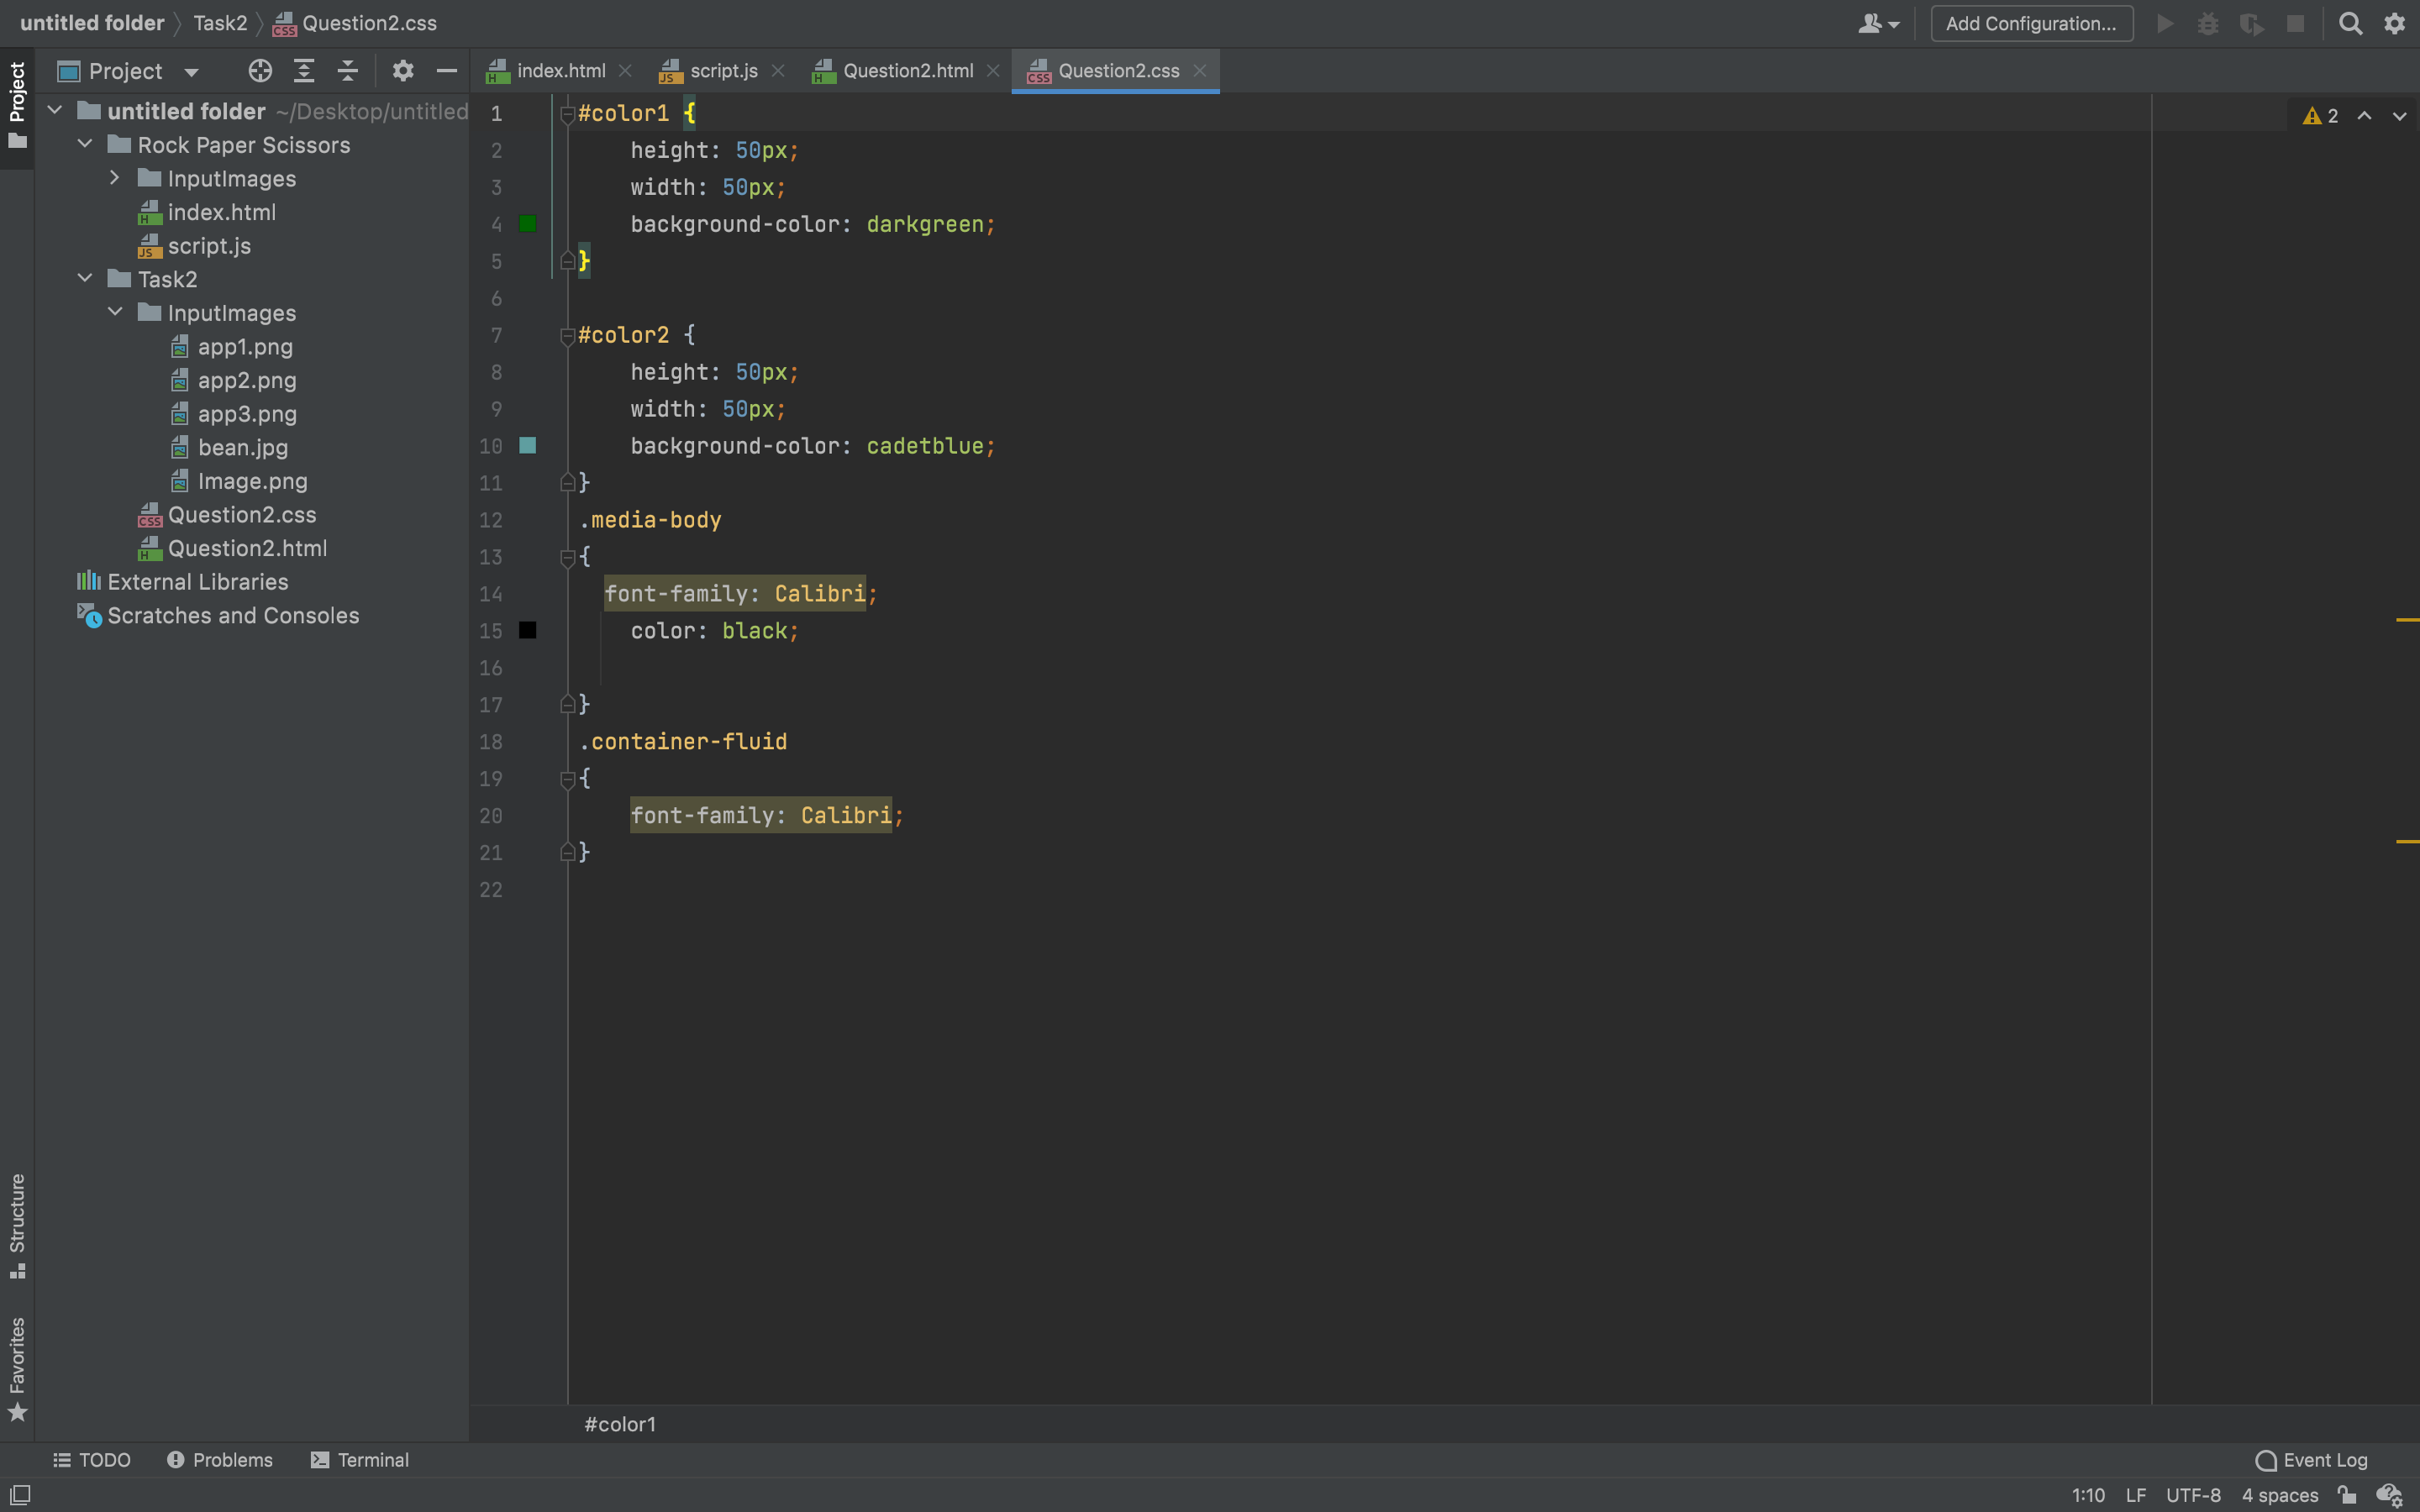 untitled folder Task2 Question2.css
Add Configuration...
Project
Project
index.html
script.js
Question2.html
Question2.css
untitled folder ~/Desktop/untitled
Rock Paper Scissors
InputImages
index.html
script.js
Task2
InputImages
app1.png
app2.png
app3.png
bean.jpg
Image.png
Question2.css
Question2.html
External Libraries
Scratches and Consoles
1 #color1 {
2 height: 50px;
3 width: 50px;
4 background-color: darkgreen;
5 }
6
7 #color2 {
8 height: 50px;
9 width: 50px;
10 background-color: cadetblue;
11 }
12 .media-body
13 {
14 font-family: Calibri;
15 color: black;
16
17 }
18 .container-fluid
19 {
20 font-family: Calibri;
21 }
22
2
Structure
Favorites
#color1
TODO
Problems
Terminal
Event Log
1:10 LF UTF-8 4 spaces